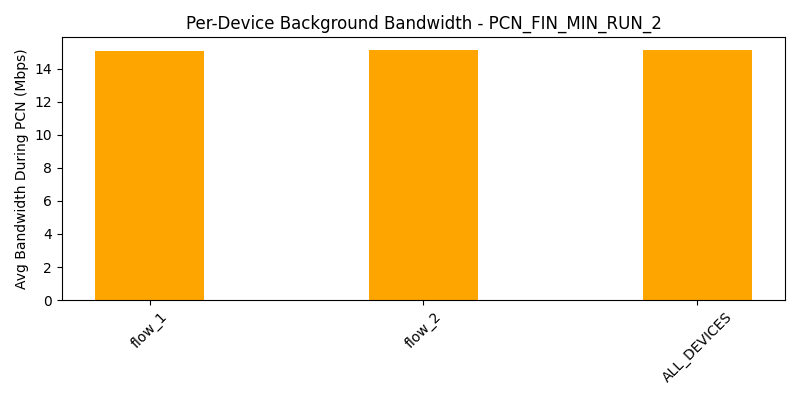 Per-Device Background Bandwidth - PCN_FIN_MIN_RUN_2
Avg Bandwidth During PCN (Mbps)
14
12
10
8
6
4
2
0
flow_1
flow_2
ALL_DEVICES